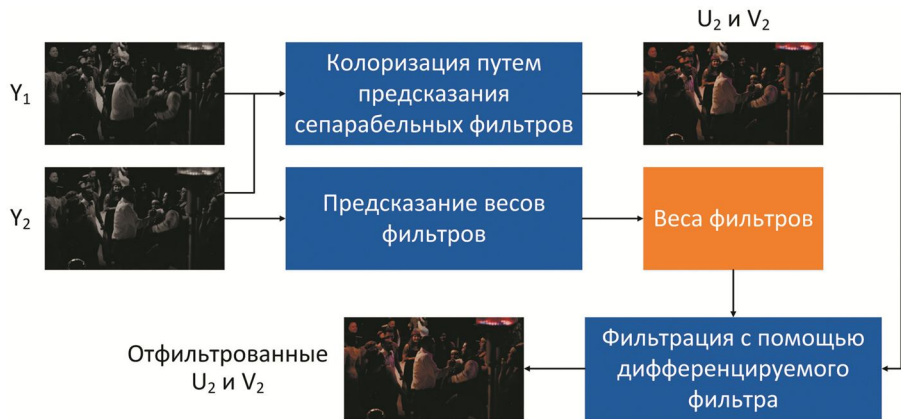 U₂ и V₂
Y₁
Колоризация путем
предсказания
сепарабельных фильтров
Y₂
Предсказание весов
фильтров
Веса фильтров
Отфильтрованные
U₂ и V₂
Фильтрация с помощью
дифференцируемого
фильтра